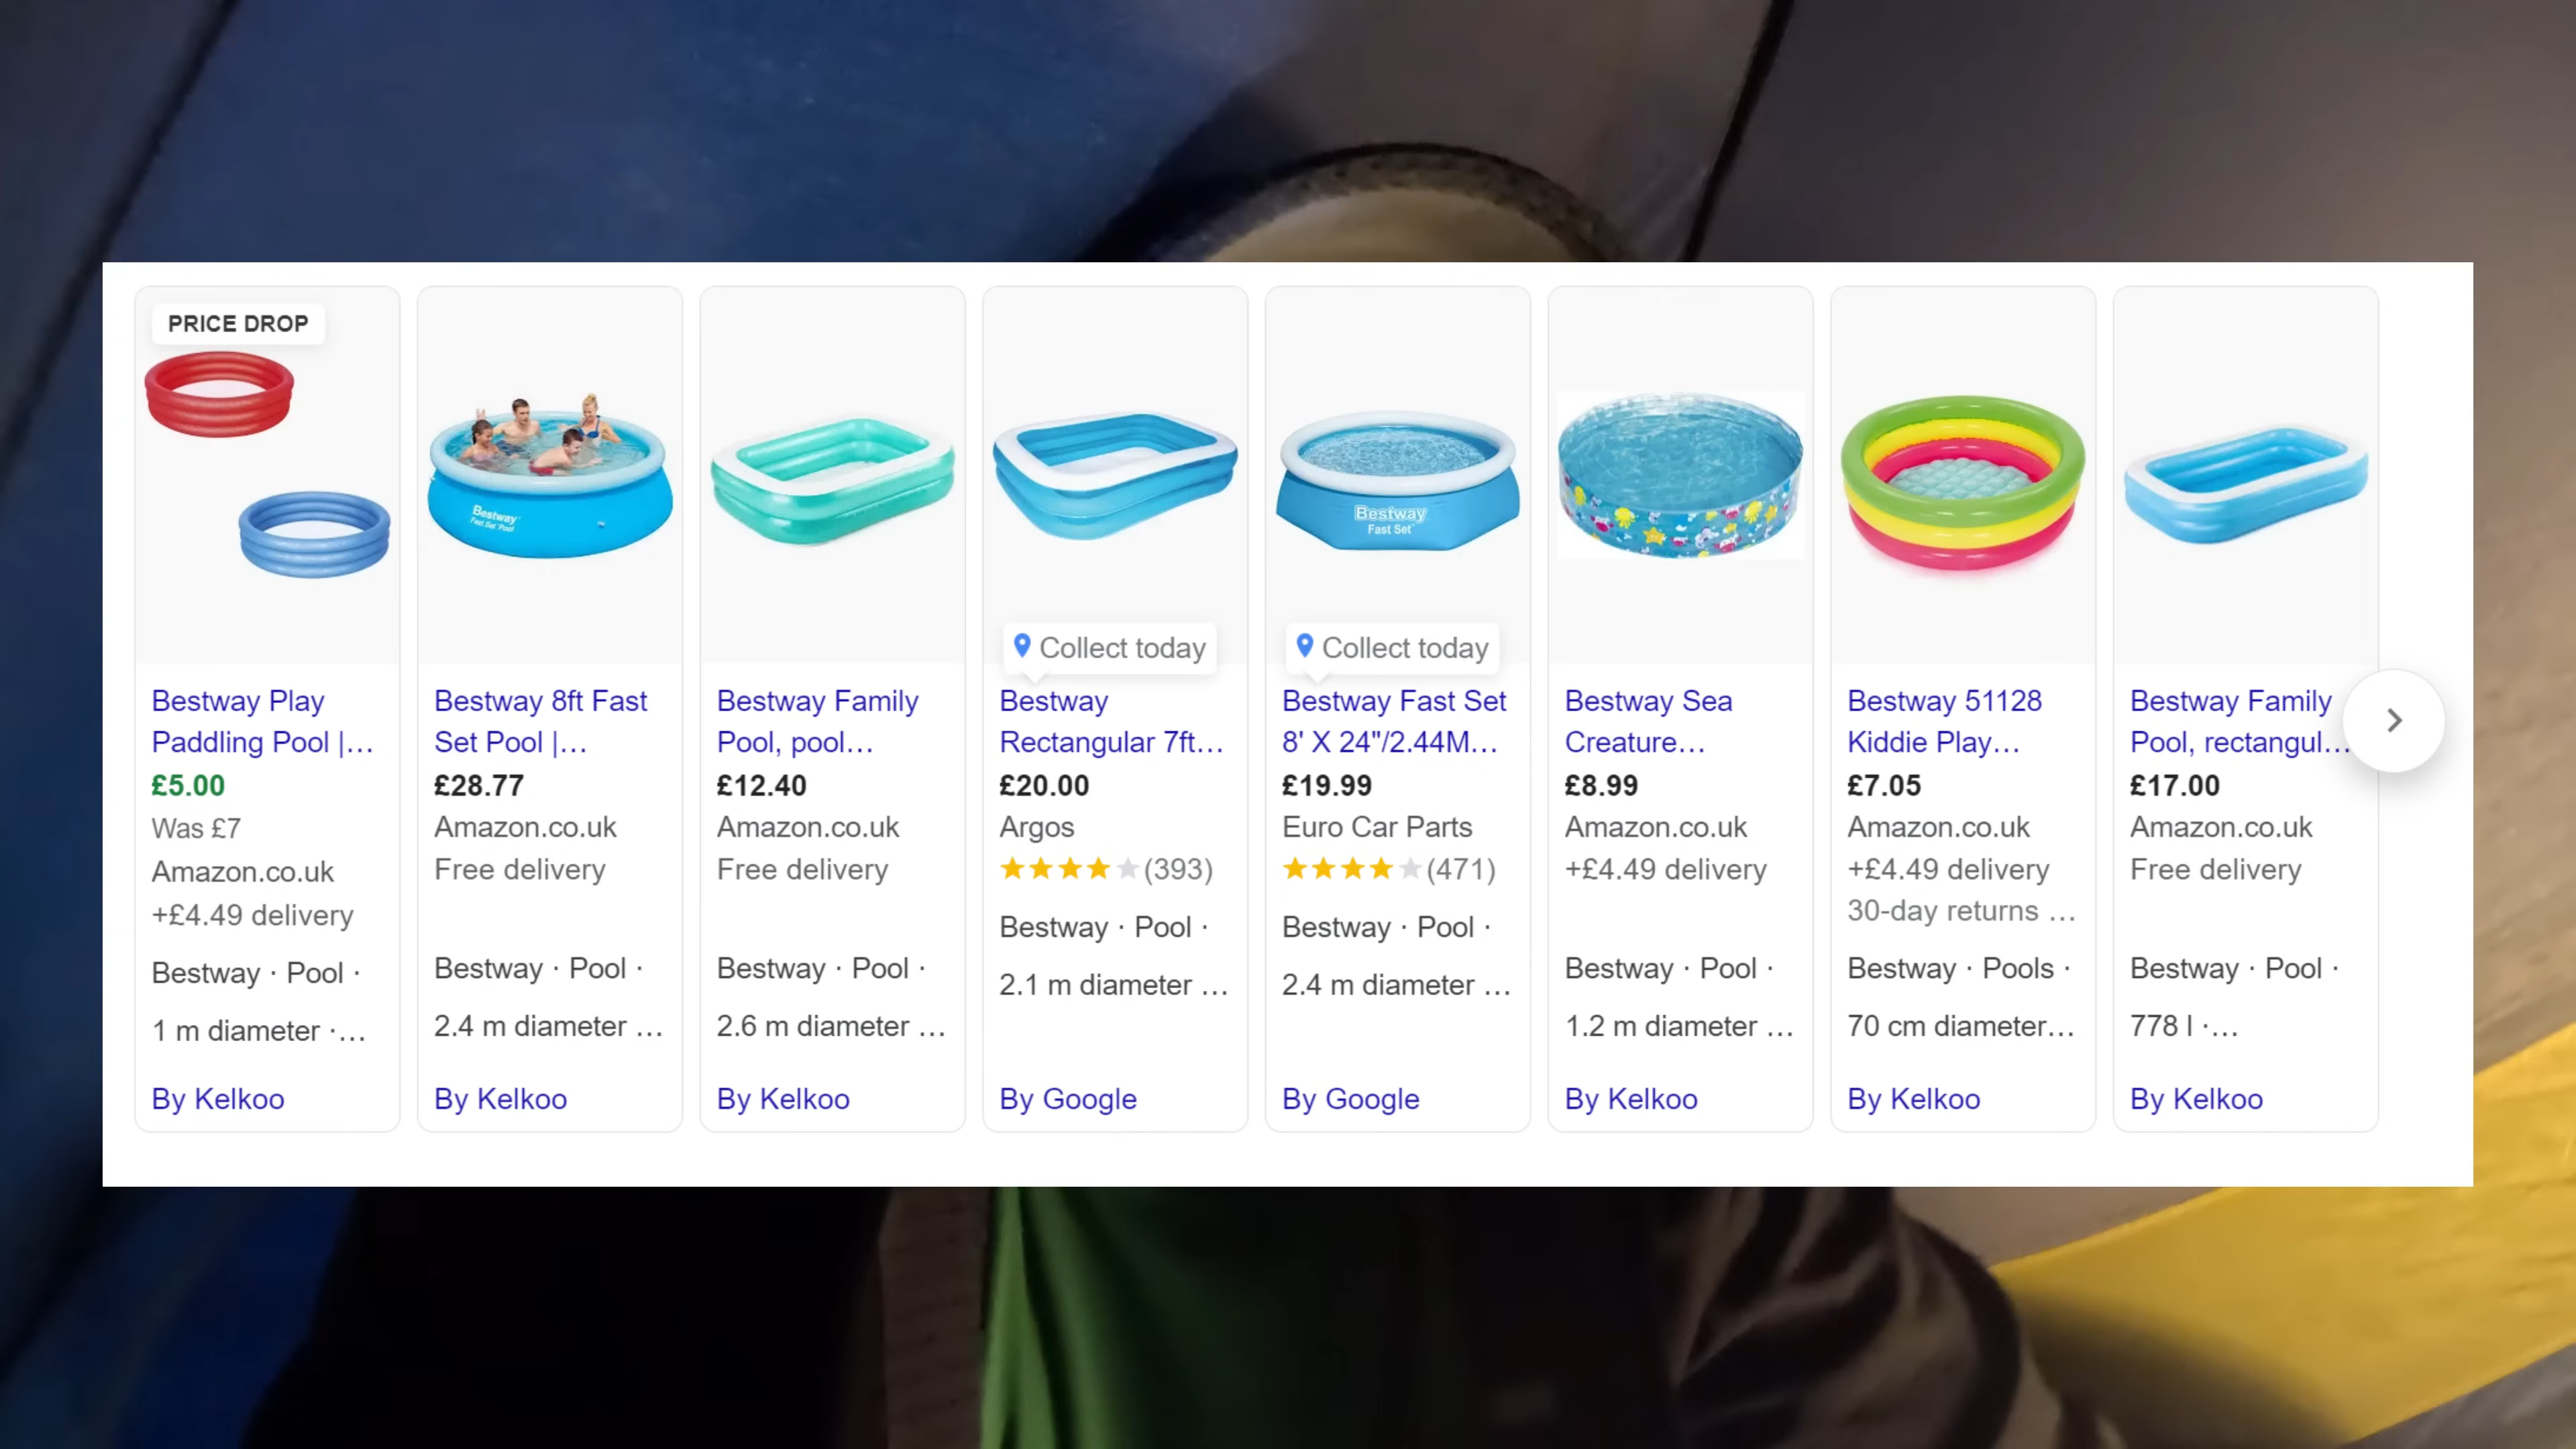 PRICE DROP
Bestway Play
Paddling Pool |...
£5.00
Was £7
Amazon.co.uk
+£4.49 delivery
Bestway · Pool ·
1 m diameter ·...
By Kelkoo
Bestway
Fast Set Pool
Bestway 8ft Fast
Set Pool |...
£28.77
Amazon.co.uk
Free delivery
Bestway · Pool ·
2.4 m diameter ...
By Kelkoo
Bestway Family
Pool, pool...
£12.40
Amazon.co.uk
Free delivery
Bestway · Pool ·
2.6 m diameter ...
By Kelkoo
Collect today
Bestway
Rectangular 7ft...
£20.00
Argos
(393)
Bestway · Pool ·
2.1 m diameter ...
By Google
Bestway
Fast Set
Collect today
Bestway Fast Set
8' X 24"/2.44M...
£19.99
Euro Car Parts
(471)
Bestway · Pool ·
2.4 m diameter ...
By Google
Bestway Sea
Creature...
£8.99
Amazon.co.uk
+£4.49 delivery
Bestway · Pool ·
1.2 m diameter ...
By Kelkoo
Bestway 51128
Kiddie Play...
£7.05
Amazon.co.uk
+£4.49 delivery
30-day returns ...
Bestway · Pools ·
70 cm diameter...
By Kelkoo
Bestway Family
Pool, rectangul...
£17.00
Amazon.co.uk
Free delivery
Bestway · Pool ·
778 l ·...
By Kelkoo